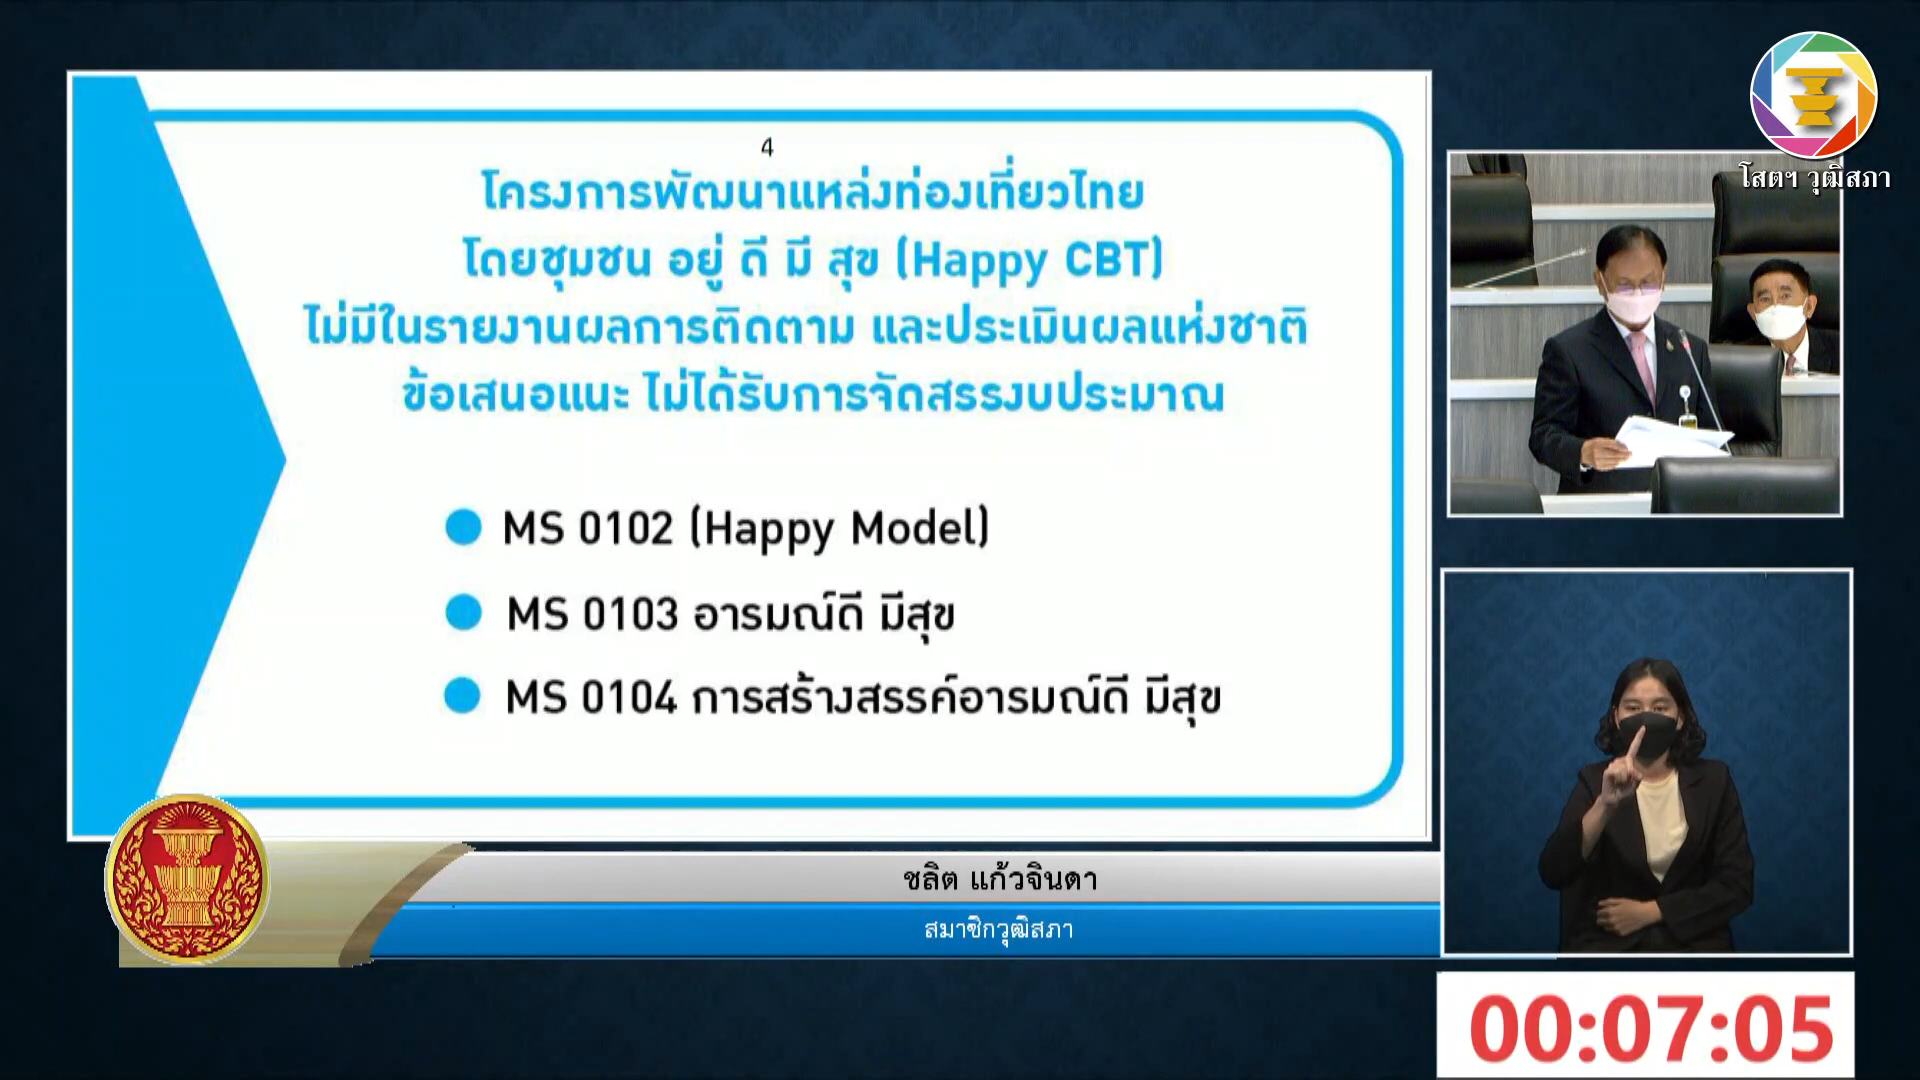 4
โครงการพัฒนาแหล่งท่องเที่ยวไทย
โดยชุมชน อยู่ ดี มี สุข (Happy CBT)
ไม่มีในรายงานผลการติดตาม และประเมินผลแห่งชาติ
ข้อเสนอแนะ ไม่ได้รับการจัดสรรงบประมาณ
MS 0102 (Happy Model)
MS 0103 อารมณ์ดี มีสุข
MS 0104 การสร้างสรรค์อารมณ์ดี มีสุข
โสตฯ วุฒิสภา
ชลิต แก้วจินดา
สมาชิกวุฒิสภา
00:07:05